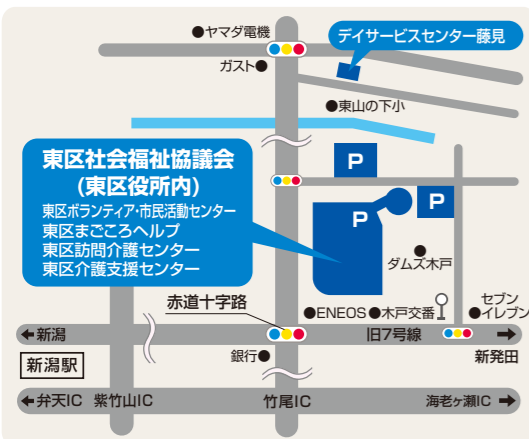 ●ヤマダ電機
ガスト●
デイサービスセンター藤見
●東山の下小
東区社会福祉協議会
(東区役所内)
東区ボランティア・市民活動センター
東区まごころヘルプ
東区訪問介護センター
東区介護支援センター
P
P
P
●
ダムズ木戸
赤道十字路
●ENEOS ●木戸交番
セブン
●イレブン
←新潟
旧7号線
→
新発田
新潟駅
銀行●
←弁天IC 紫竹山IC 竹尾IC 海老ヶ瀬IC→